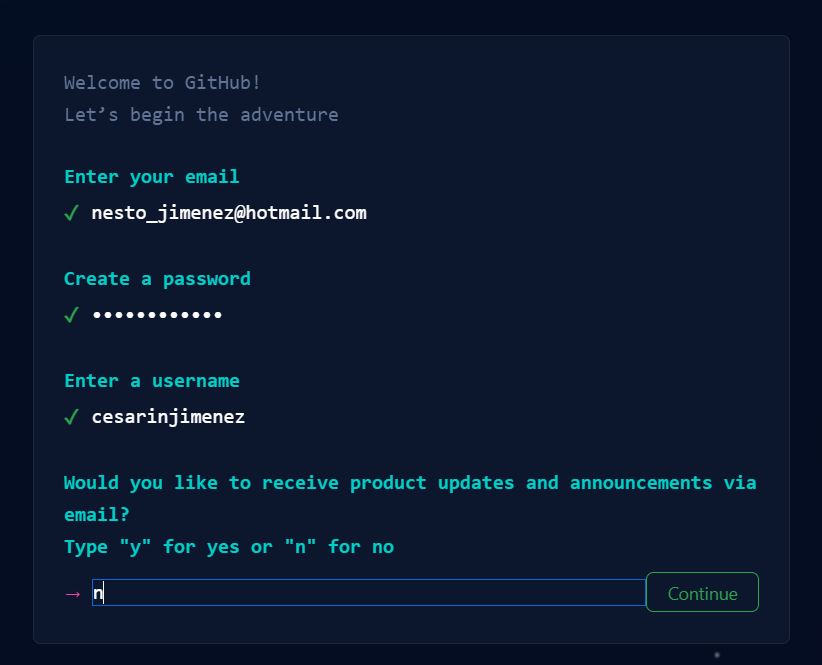 Welcome to GitHub!
Let’s begin the adventure
Enter your email
✓ nesto_jimenez@hotmail.com
Create a password
✓ ••••••••••••
Enter a username
✓ cesarinjimenez
Would you like to receive product updates and announcements via
email?
Type "y" for yes or "n" for no
→ n Continue